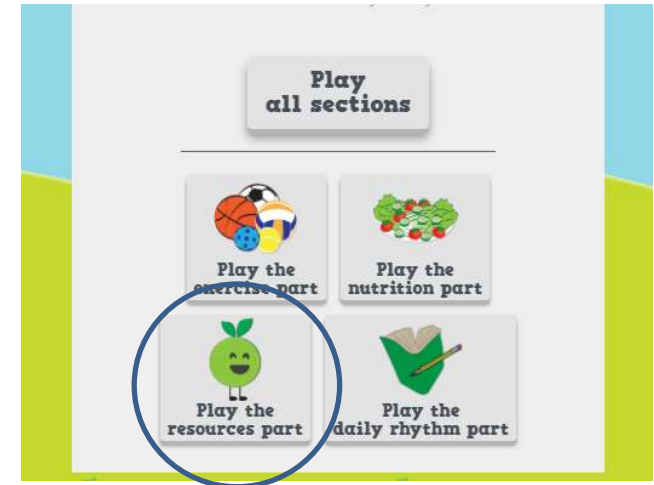 Play
all sections
Play the
exercise part
Play the
nutrition part
Play the
resources part
Play the
daily rhythm part